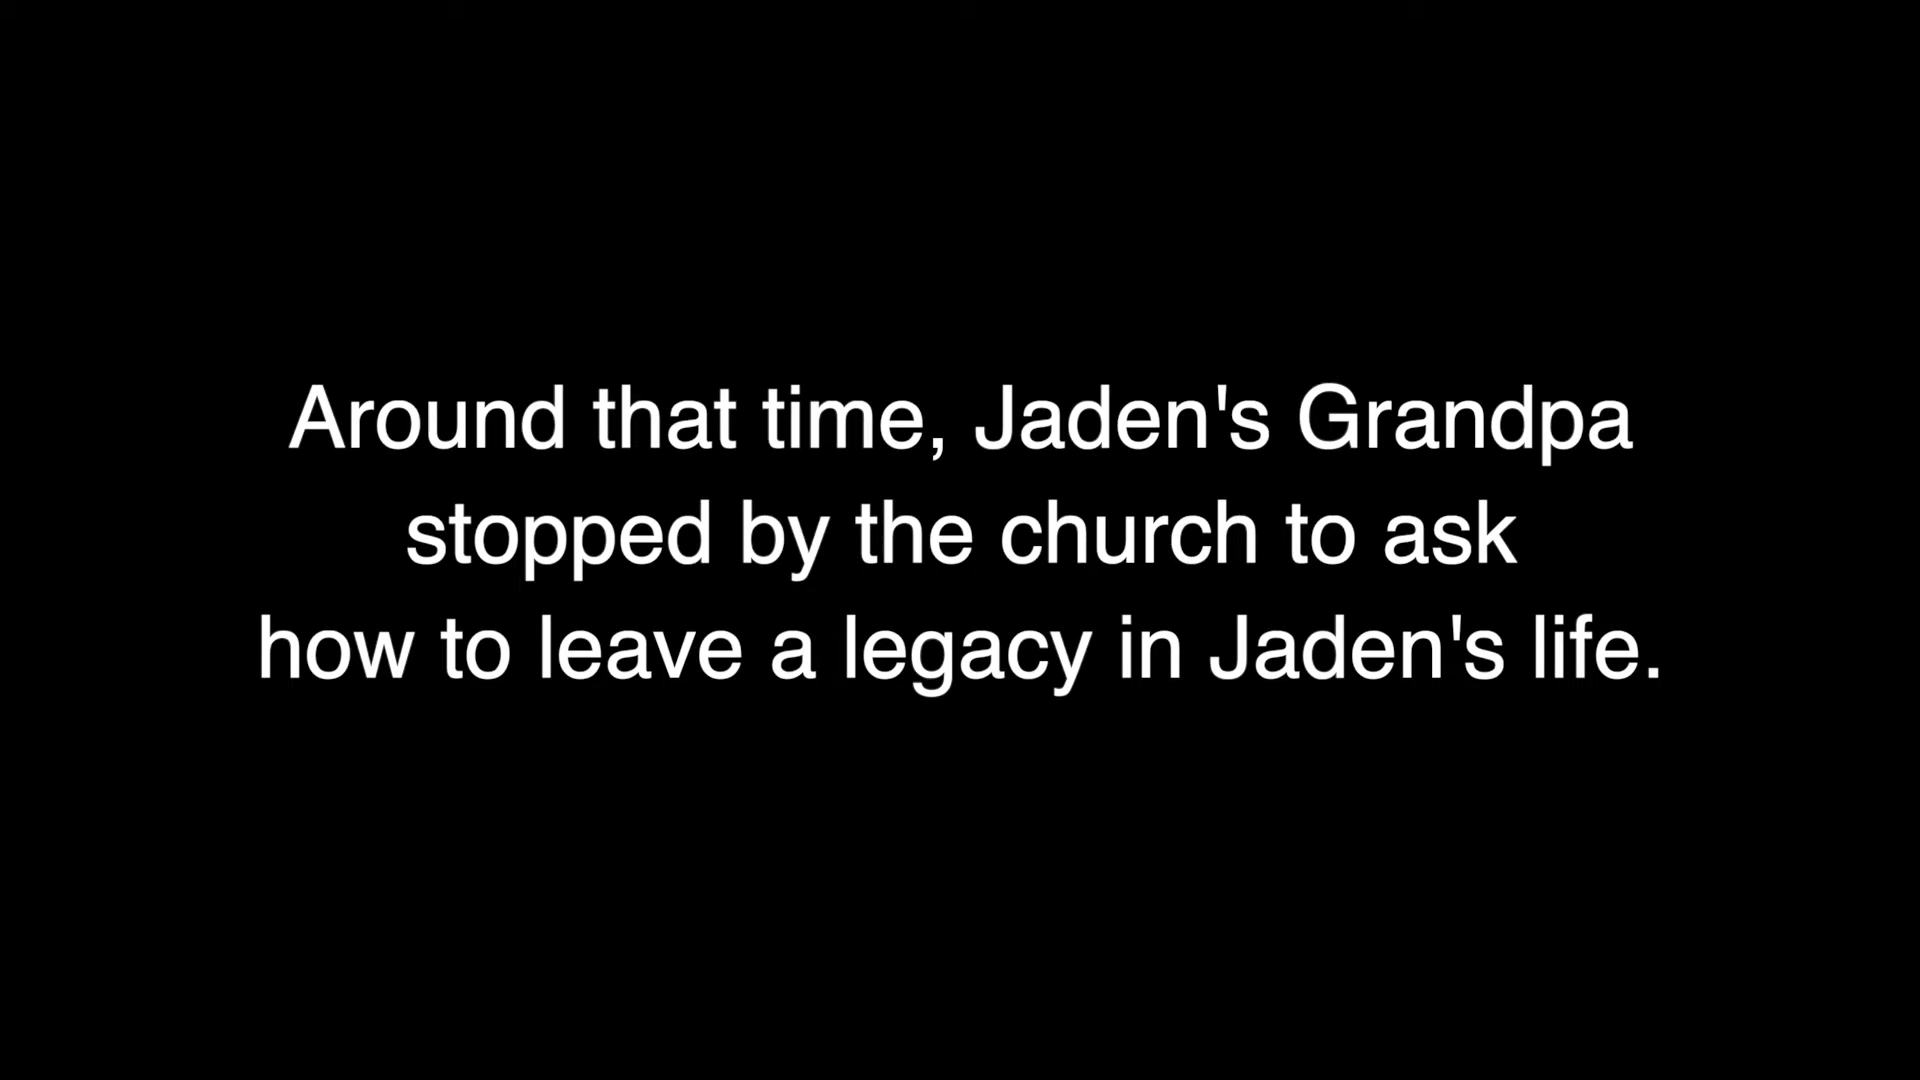 Around that time, Jaden's Grandpa
stopped by the church to ask
how to leave a legacy in Jaden's life.